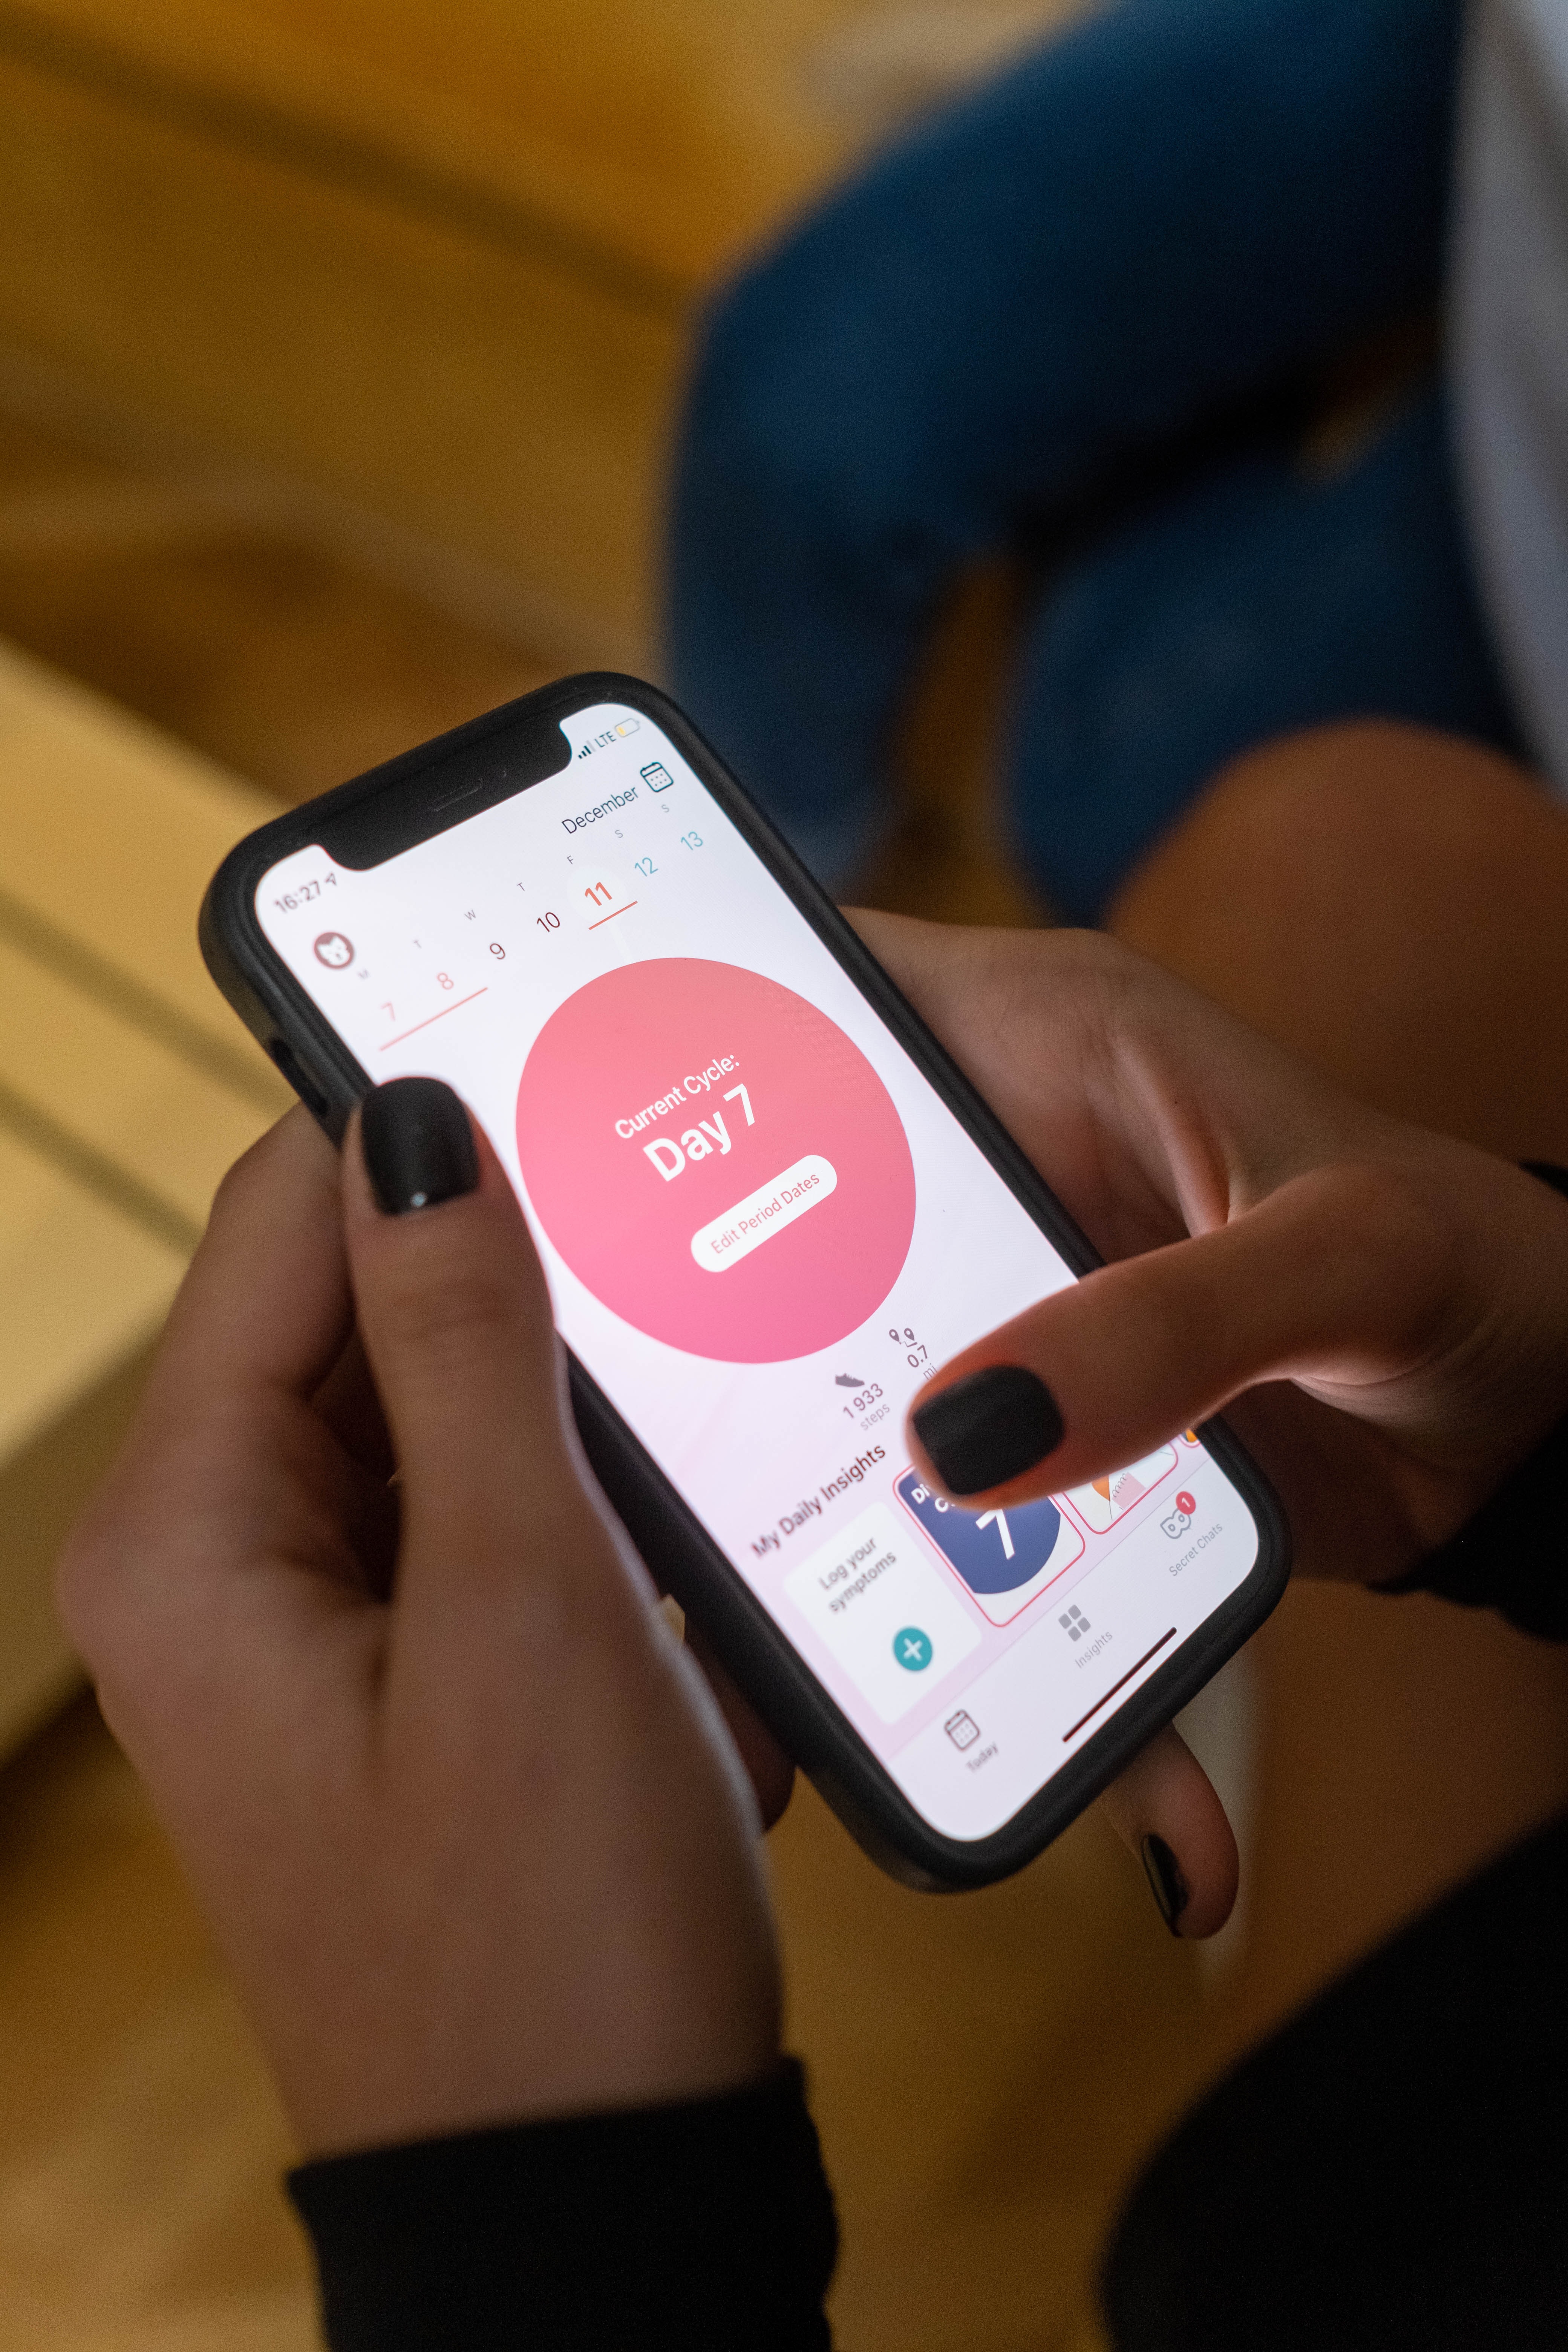 16:27
LTE
December
M T W T F S S
7 8 9 10 11 12 13
Current Cycle:
Day 7
Edit Period Dates
1 933
steps
0.7
mi
My Daily Insights
Log your
symptoms
7
Today
Insights
Secret Chats
1